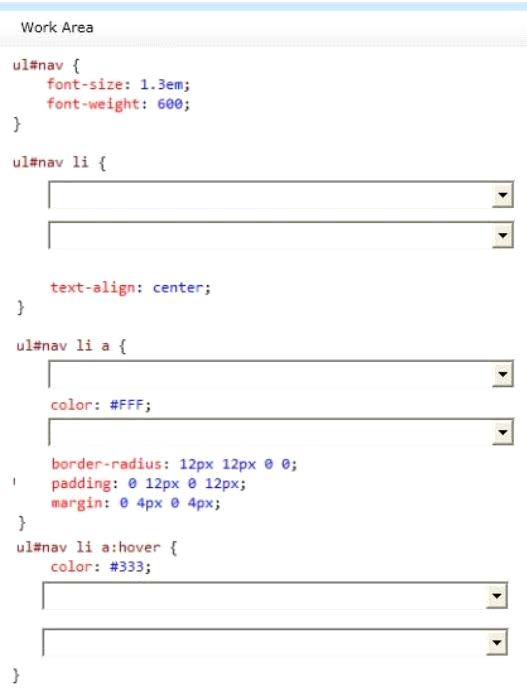 Work Area
ul#nav {
font-size: 1.3em;
font-weight: 600;
}
ul#nav li {
text-align: center;
}
ul#nav li a {
color: #FFF;
border-radius: 12px 12px 0 0;
padding: 0 12px 0 12px;
margin: 0 4px 0 4px;
}
ul#nav li a:hover {
color: #333;
}